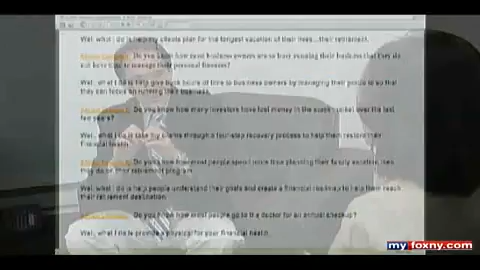 Well, what I do is help my clients plan for the longest vacation of their lives...their retirement.
Do you know how most business owners are so busy running their business that they do
not have time to manage their personal finances?
Well, what I do is help give back hours of time to business owners by managing their people so that
they can focus on running their business.
Do you know how many investors have lost money in the super market over the last
few years?
Well, what I do is take my clients through a four-step recovery process to help them restore their
financial health
Do you know how most people spend more time planning their family vacation, than
they do on their retirement program
Well, what I do is help people understand their goals and create a financial roadmap to help them reach
their retirement destination
Do you know how most people go to the doctor for an annual checkup?
Well, what I do is provide a physical for your financial health.
my foxny.com